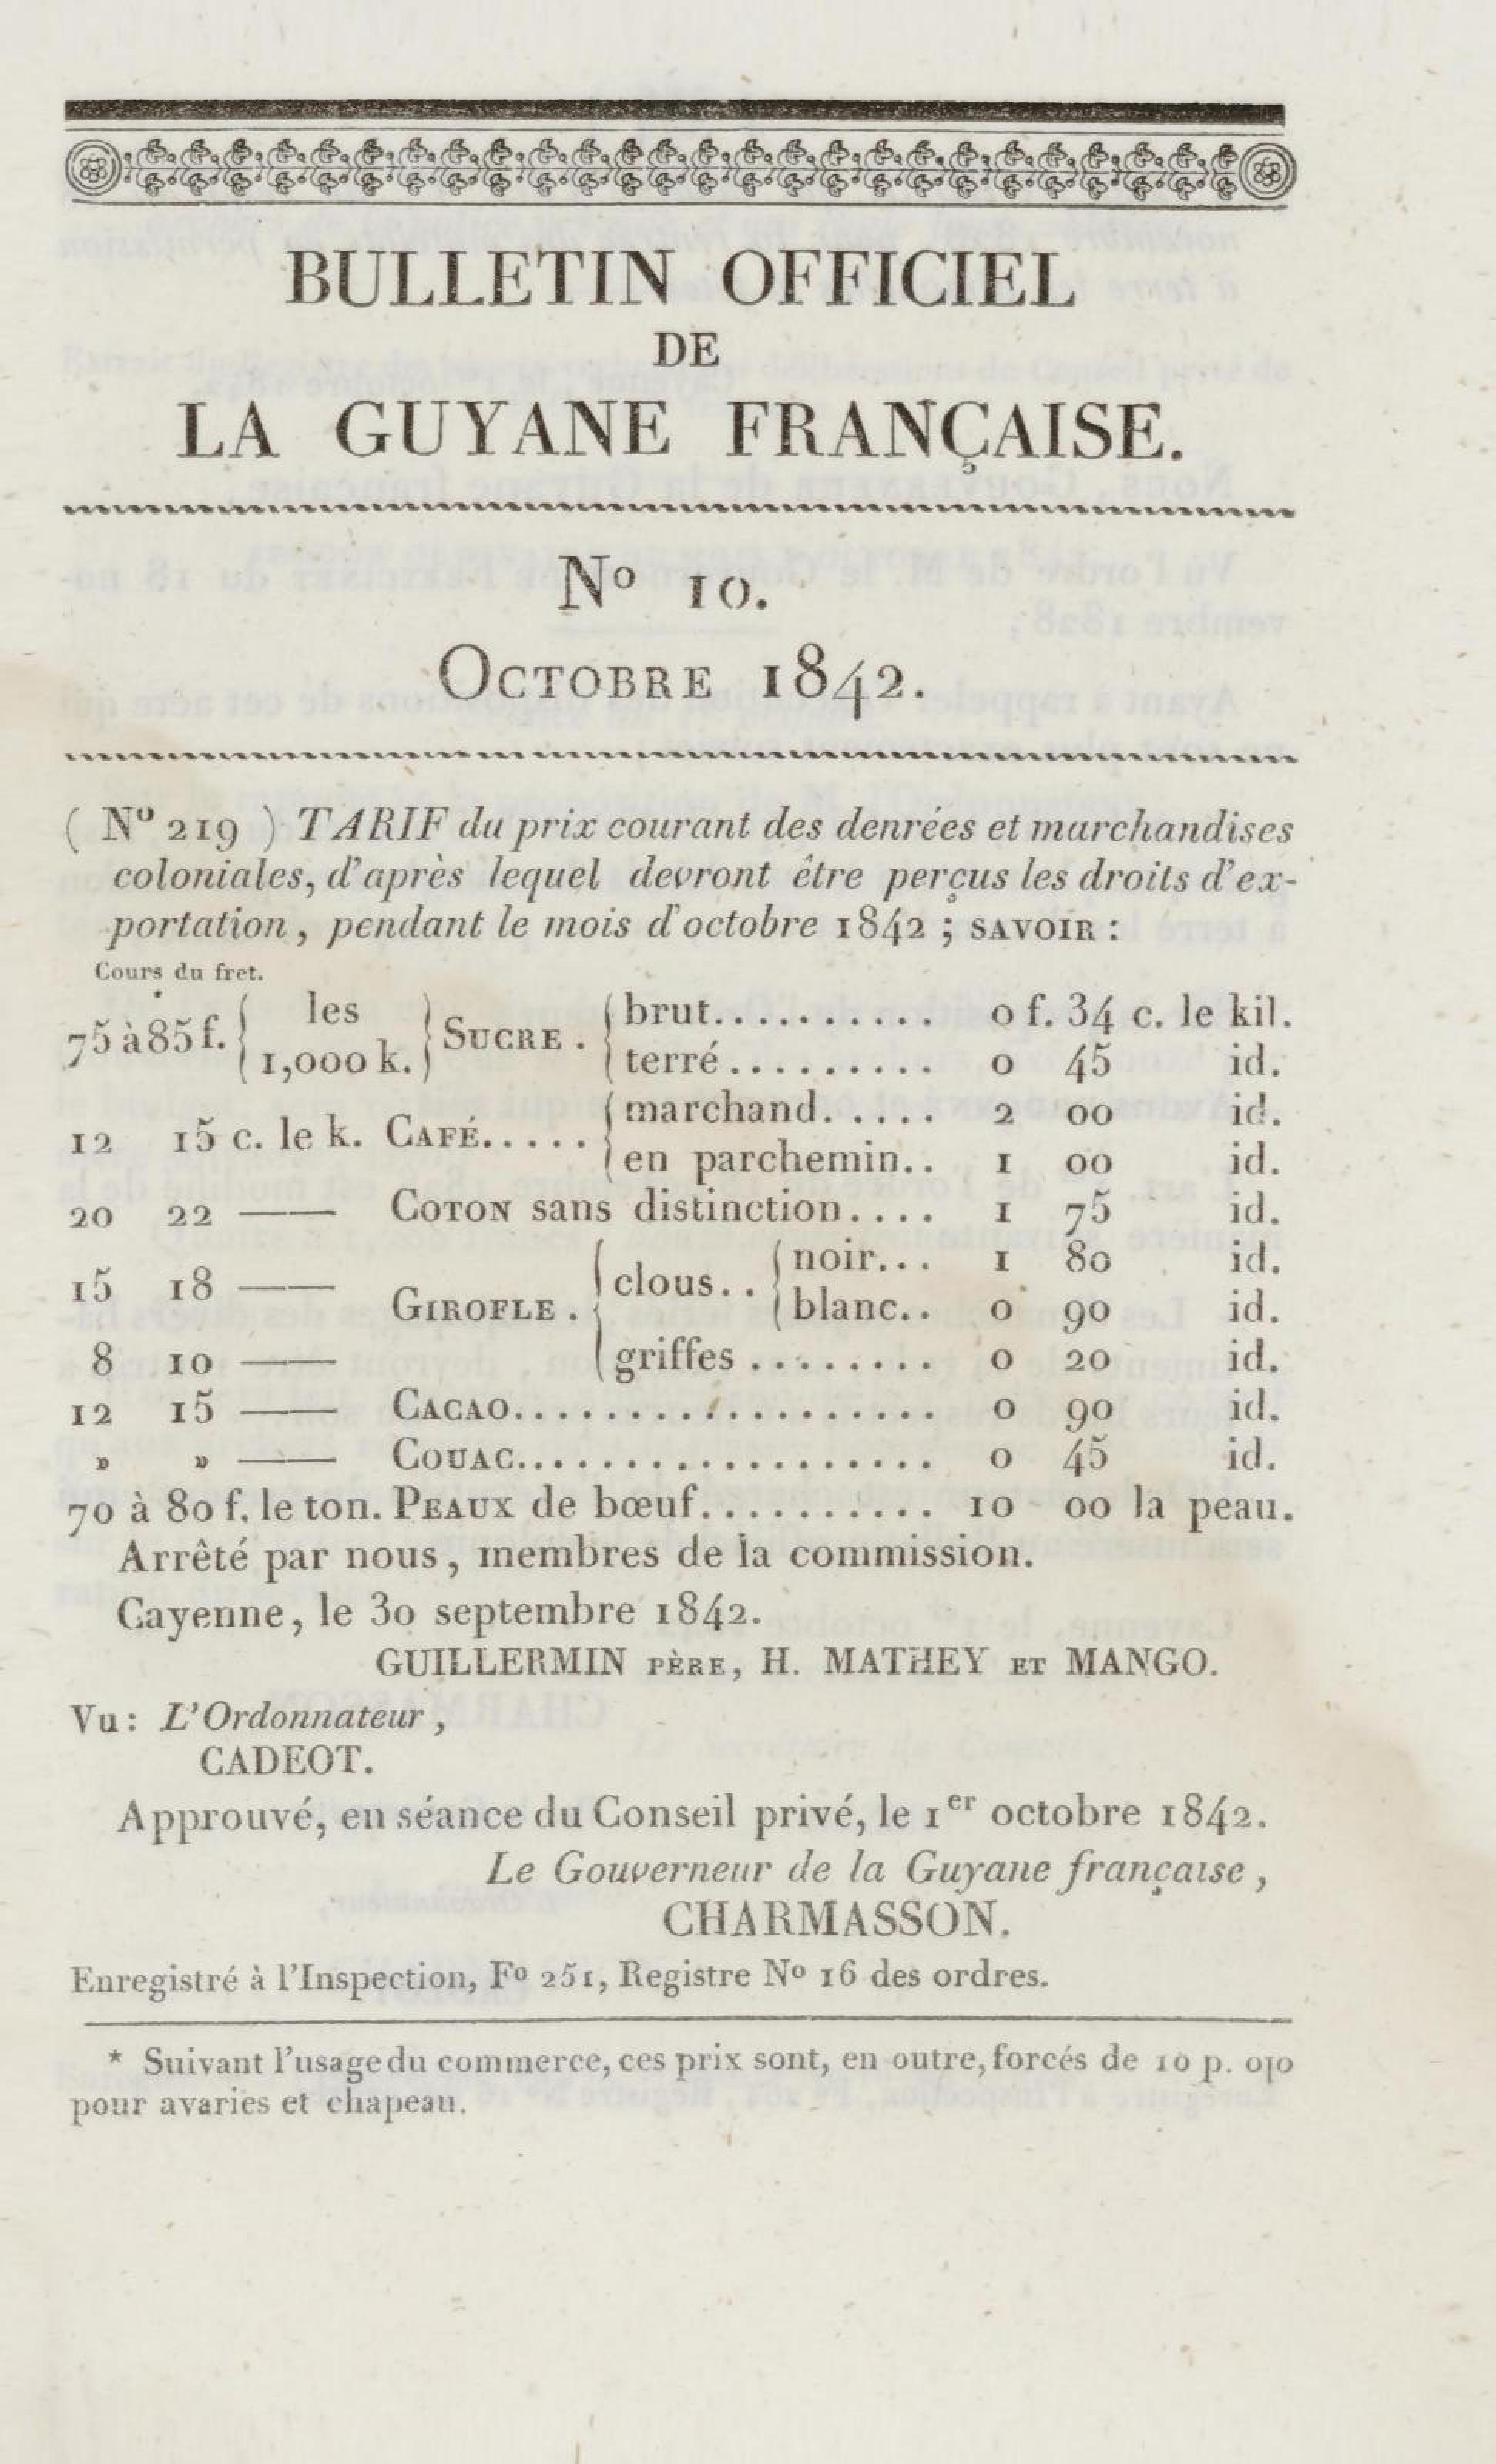 BULLETIN OFFICIEL
DE
LA GUYANE FRANÇAISE.
Nº 10.
OCTOBRE 1842.
( Nº 219 ) TARIF du prix courant des denrées et marchandises
coloniales, d'après lequel devront être perçus les droits d'ex-
portation, pendant le mois d'octobre 1842 ; SAVOIR :
Cours du fret.
75 à 85 f. * { les 1,000 k. } SUCRE . { brut.......... 0 f. 34 c. le kil.
{ terré......... 0 45 id.
12 15 c. le k. CAFÉ..... { marchand...... 2 00 id.
{ en parchemin.. 1 00 id.
20 22 —— COTON sans distinction.... 1 75 id.
15 18 —— GIROFLE . { clous.. { noir... 1 80 id.
{ blanc.. 0 90 id.
8 10 —— { griffes ........ 0 20 id.
12 15 —— CACAO................... 0 90 id.
» » —— COUAC................... 0 45 id.
70 à 80 f. le ton. PEAUX de bœuf.......... 10 00 la peau.
Arrêté par nous, membres de la commission.
Cayenne, le 30 septembre 1842.
GUILLERMIN PÈRE, H. MATHEY ET MANGO.
Vu : L'Ordonnateur,
CADEOT.
Approuvé, en séance du Conseil privé, le 1er octobre 1842.
Le Gouverneur de la Guyane française,
CHARMASSON.
Enregistré à l'Inspection, Fº 251, Registre Nº 16 des ordres.
* Suivant l'usage du commerce, ces prix sont, en outre, forcés de 10 p. 0/0
pour avaries et chapeau.